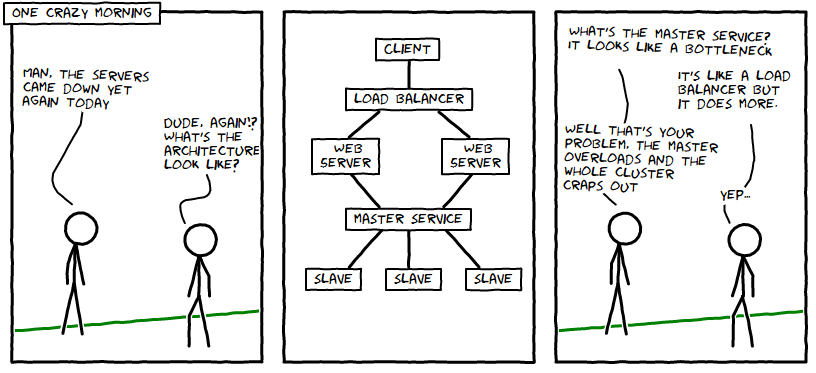 ONE CRAZY MORNING
MAN, THE SERVERS
CAME DOWN YET
AGAIN TODAY
DUDE, AGAIN!?
WHAT'S THE
ARCHITECTURE
LOOK LIKE?
CLIENT
LOAD BALANCER
WEB
SERVER
WEB
SERVER
MASTER SERVICE
SLAVE
SLAVE
SLAVE
WHAT'S THE MASTER SERVICE?
IT LOOKS LIKE A BOTTLENECK
IT'S LIKE A LOAD
BALANCER BUT
IT DOES MORE.
WELL THAT'S YOUR
PROBLEM, THE MASTER
OVERLOADS AND THE
WHOLE CLUSTER
CRAPS OUT
YEP...